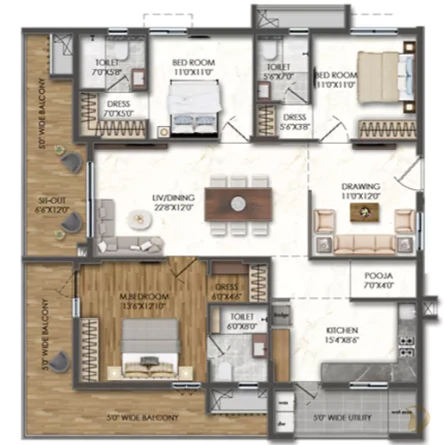 TOILET
7'0"X5'8"
BED ROOM
11'0"X11'0"
TOILET
5'6"X7'0"
BED ROOM
11'0"X11'0"
DRESS
7'0"X5'0"
DRESS
5'6"X3'8"
5'0" WIDE BALCONY
SIT-OUT
6'6"X12'0"
LIV/DINING
22'8"X12'0"
DRAWING
11'0"X12'0"
M.BEDROOM
13'6"X12'10"
DRESS
6'0"X4'6"
POOJA
7'0"X4'0"
TOILET
6'0"X8'0"
fridge
KITCHEN
15'4"X8'6"
5'0" WIDE BALCONY
5'0" WIDE BALCONY
5'0" WIDE UTILITY